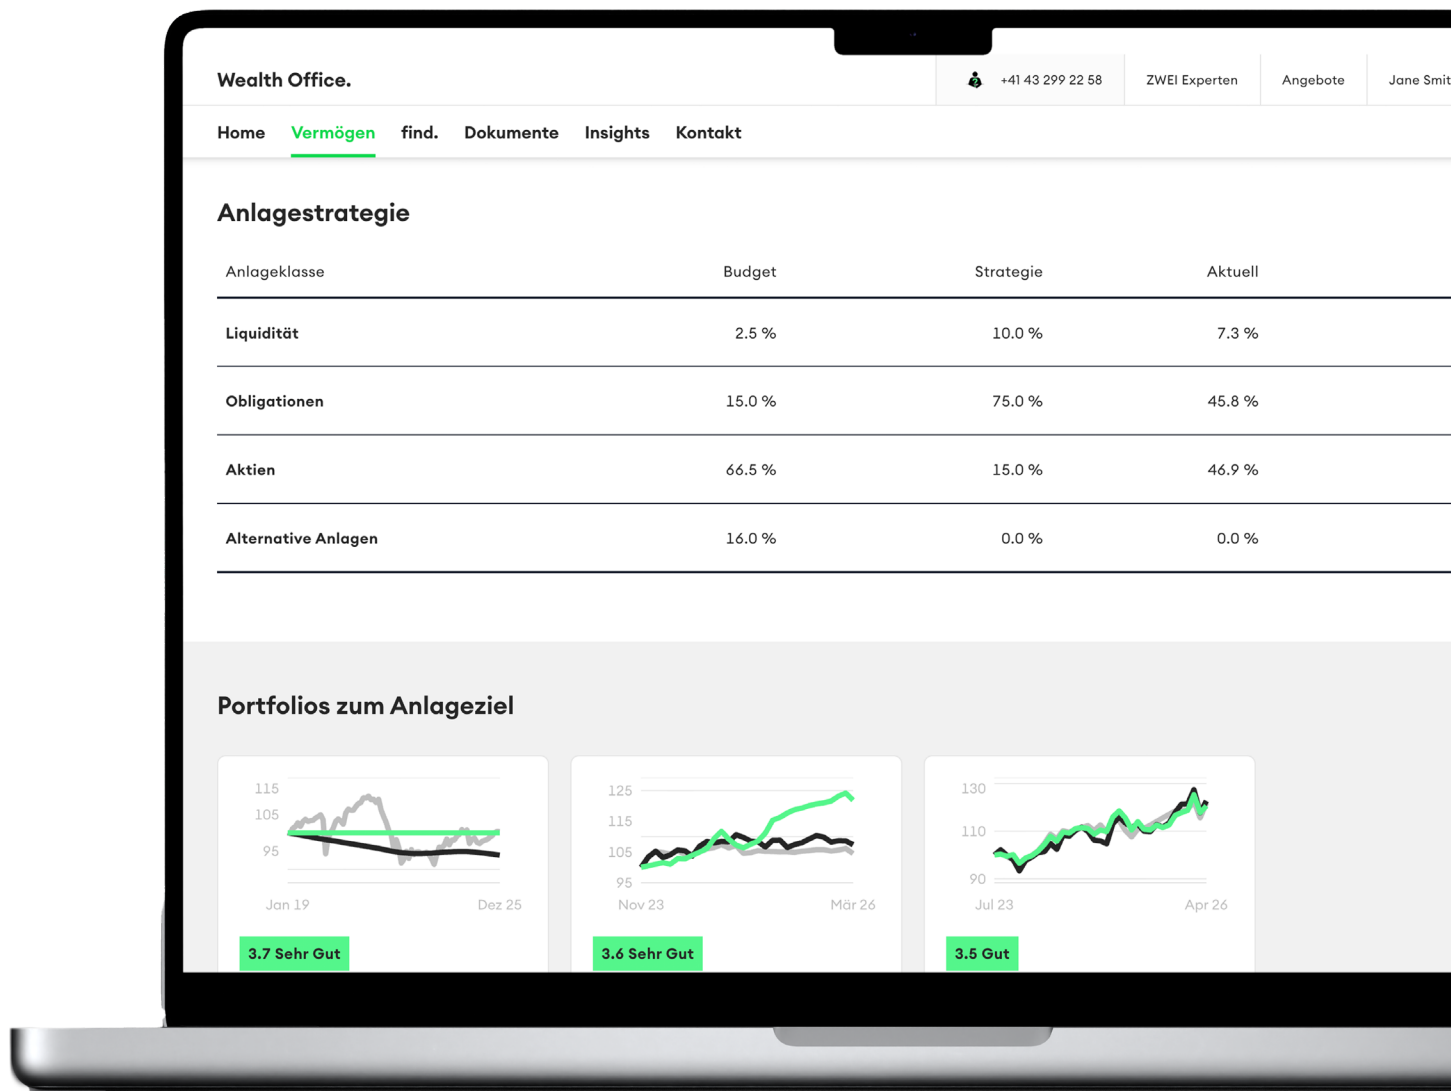 Wealth Office.
+41 43 299 22 58 ZWEI Experten Angebote Jane Smit
Home Vermögen find. Dokumente Insights Kontakt
Anlagestrategie
Anlageklasse Budget Strategie Aktuell
Liquidität 2.5 % 10.0 % 7.3 %
Obligationen 15.0 % 75.0 % 45.8 %
Aktien 66.5 % 15.0 % 46.9 %
Alternative Anlagen 16.0 % 0.0 % 0.0 %
Portfolios zum Anlageziel
115
105
95
Jan 19 Dez 25
3.7 Sehr Gut
125
115
105
95
Nov 23 Mär 26
3.6 Sehr Gut
130
110
90
Jul 23 Apr 26
3.5 Gut